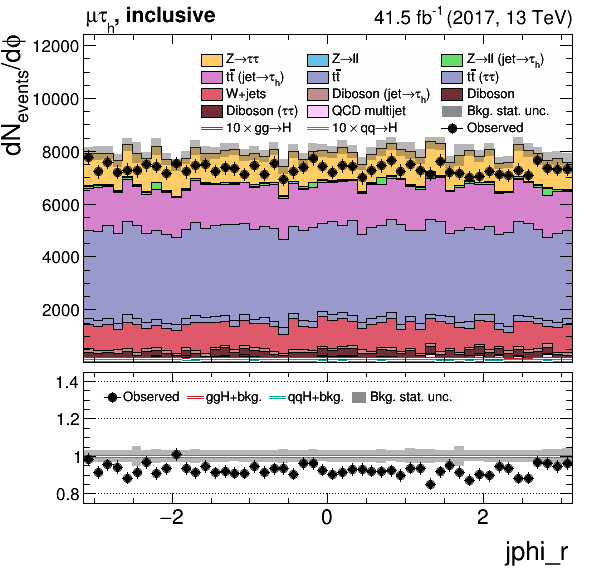 μτh, inclusive 41.5 fb⁻¹ (2017, 13 TeV)
dNevents/dϕ
12000
10000
8000
6000
4000
2000
Z→ττ Z→ll Z→ll (jet→τh)
tt̄ (jet→τh) tt̄ tt̄ (ττ)
W+jets Diboson (jet→τh) Diboson
Diboson (ττ) QCD multijet Bkg. stat. unc.
10 × gg→H 10 × qq→H Observed
1.4
1.2
1
0.8
Observed ggH+bkg. qqH+bkg. Bkg. stat. unc.
−2 0 2
jphi_r